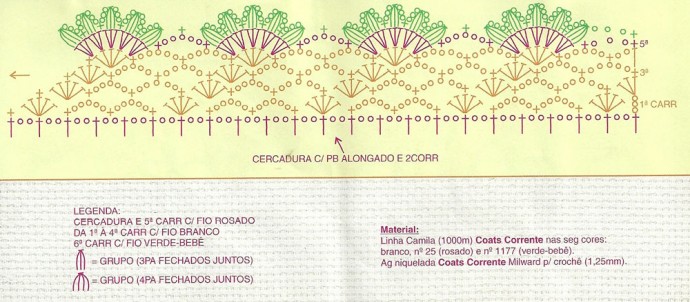 5ª
3ª
1ª CARR
CERCADURA C/ PB ALONGADO E 2CORR
LEGENDA:
CERCADURA E 5ª CARR C/ FIO ROSADO
DA 1ª À 4ª CARR C/ FIO BRANCO
6ª CARR C/ FIO VERDE-BEBÊ
= GRUPO (3PA FECHADOS JUNTOS)
= GRUPO (4PA FECHADOS JUNTOS)
Material:
Linha Camila (1000m) Coats Corrente nas seg cores:
branco, nº 25 (rosado) e nº 1177 (verde-bebê).
Ag niquelada Coats Corrente Milward p/ crochê (1,25mm).